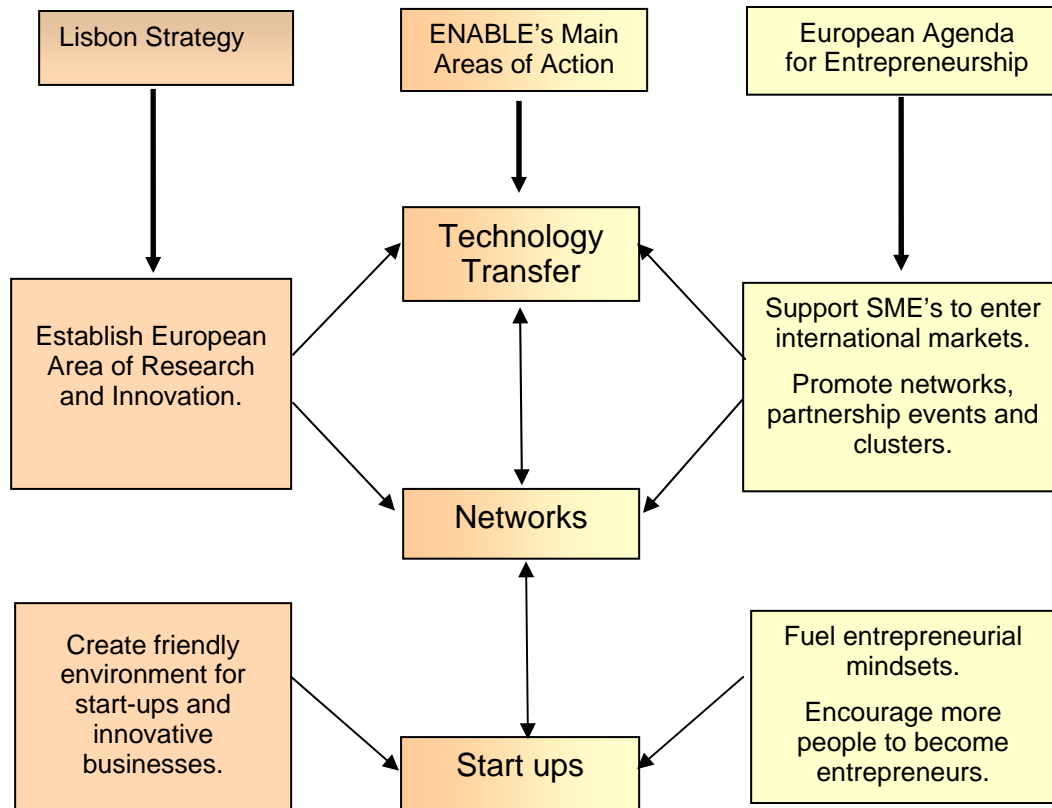 Lisbon Strategy
ENABLE’s Main
Areas of Action
European Agenda
for Entrepreneurship
Technology
Transfer
Establish European
Area of Research
and Innovation.
Support SME’s to enter
international markets.
Promote networks,
partnership events and
clusters.
Networks
Create friendly
environment for
start-ups and
innovative
businesses.
Fuel entrepreneurial
mindsets.
Encourage more
people to become
entrepreneurs.
Start ups